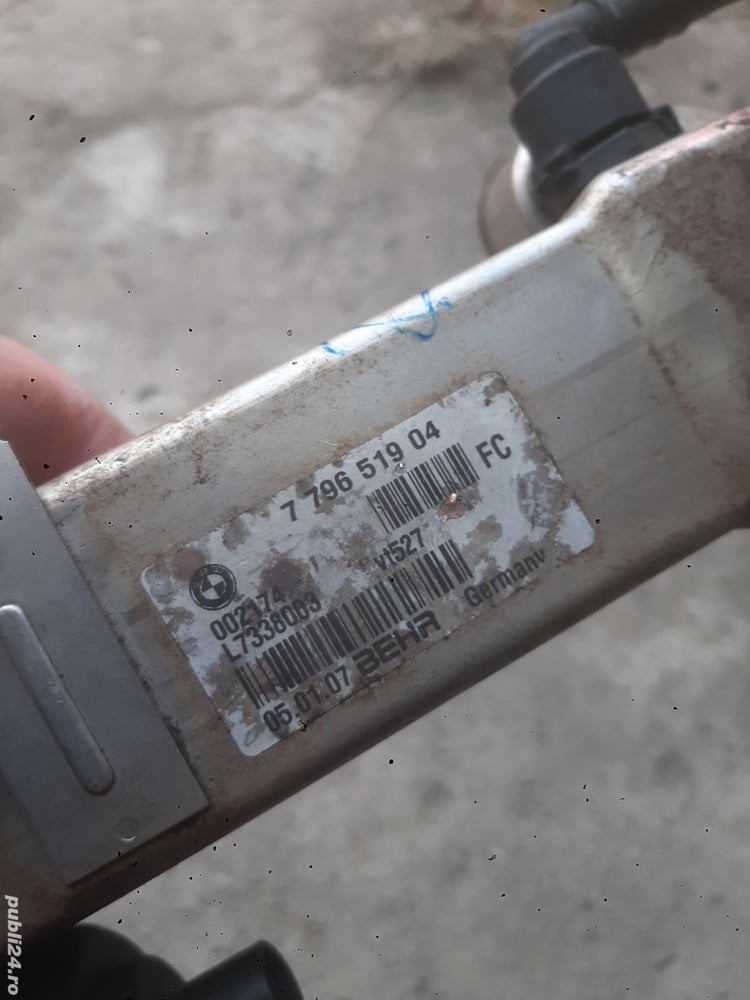 7 796 519 04
FC
vt527
002174
L7338003
05.01.07 BEHR Germany
publi24.ro